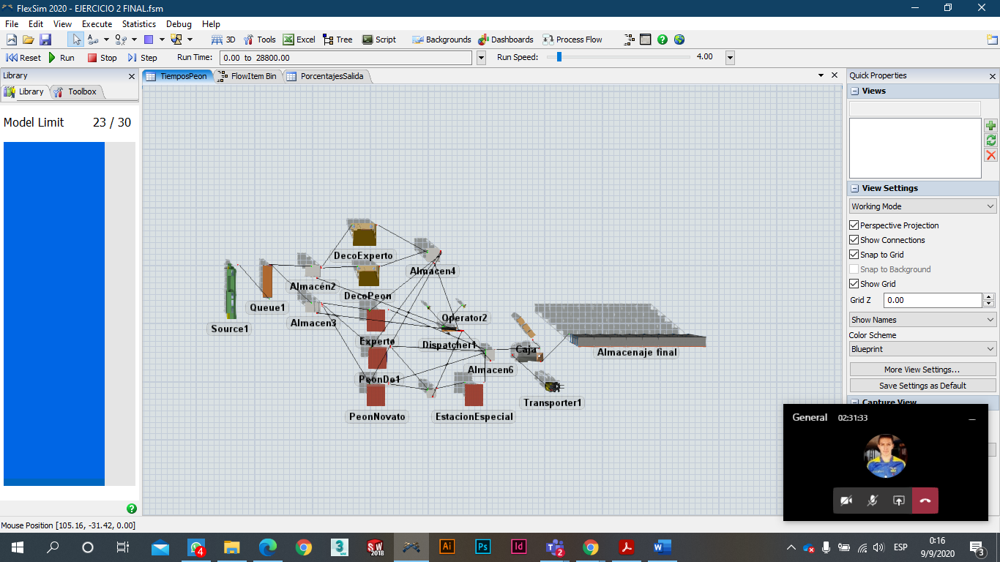 FlexSim 2020 - EJERCICIO 2 FINAL.fsm
File Edit View Execute Statistics Debug Help
3D Tools Excel Tree Script Backgrounds Dashboards Process Flow
Reset Run Stop Step Run Time: 0.00 to 28800.00 Run Speed: 4.00
Library
TiemposPeon FlowItem Bin PorcentajesSalida
Quick Properties
Library Toolbox
Views
Model Limit 23 / 30
View Settings
Working Mode
Perspective Projection
Show Connections
Snap to Grid
Snap to Background
Show Grid
Grid Z 0.00
Show Names
Color Scheme
Blueprint
More View Settings...
Save Settings as Default
Capture View
DecoExperto
Almacen4
Almacén2
DecoPeon
Queue1
Operator2
Source1
Almacen3
Experto
Dispatcher1
Caja
Almacenaje final
Almacen6
PeonDe1
Transporter1
PeonNovato
EstacionEspecial
General 02:31:33
Mouse Position [105.16, -31.42, 0.00]
4
3
MAX
SW
2018
Ai
Ps
Id
T
2
W
ESP
0:16
9/9/2020
3